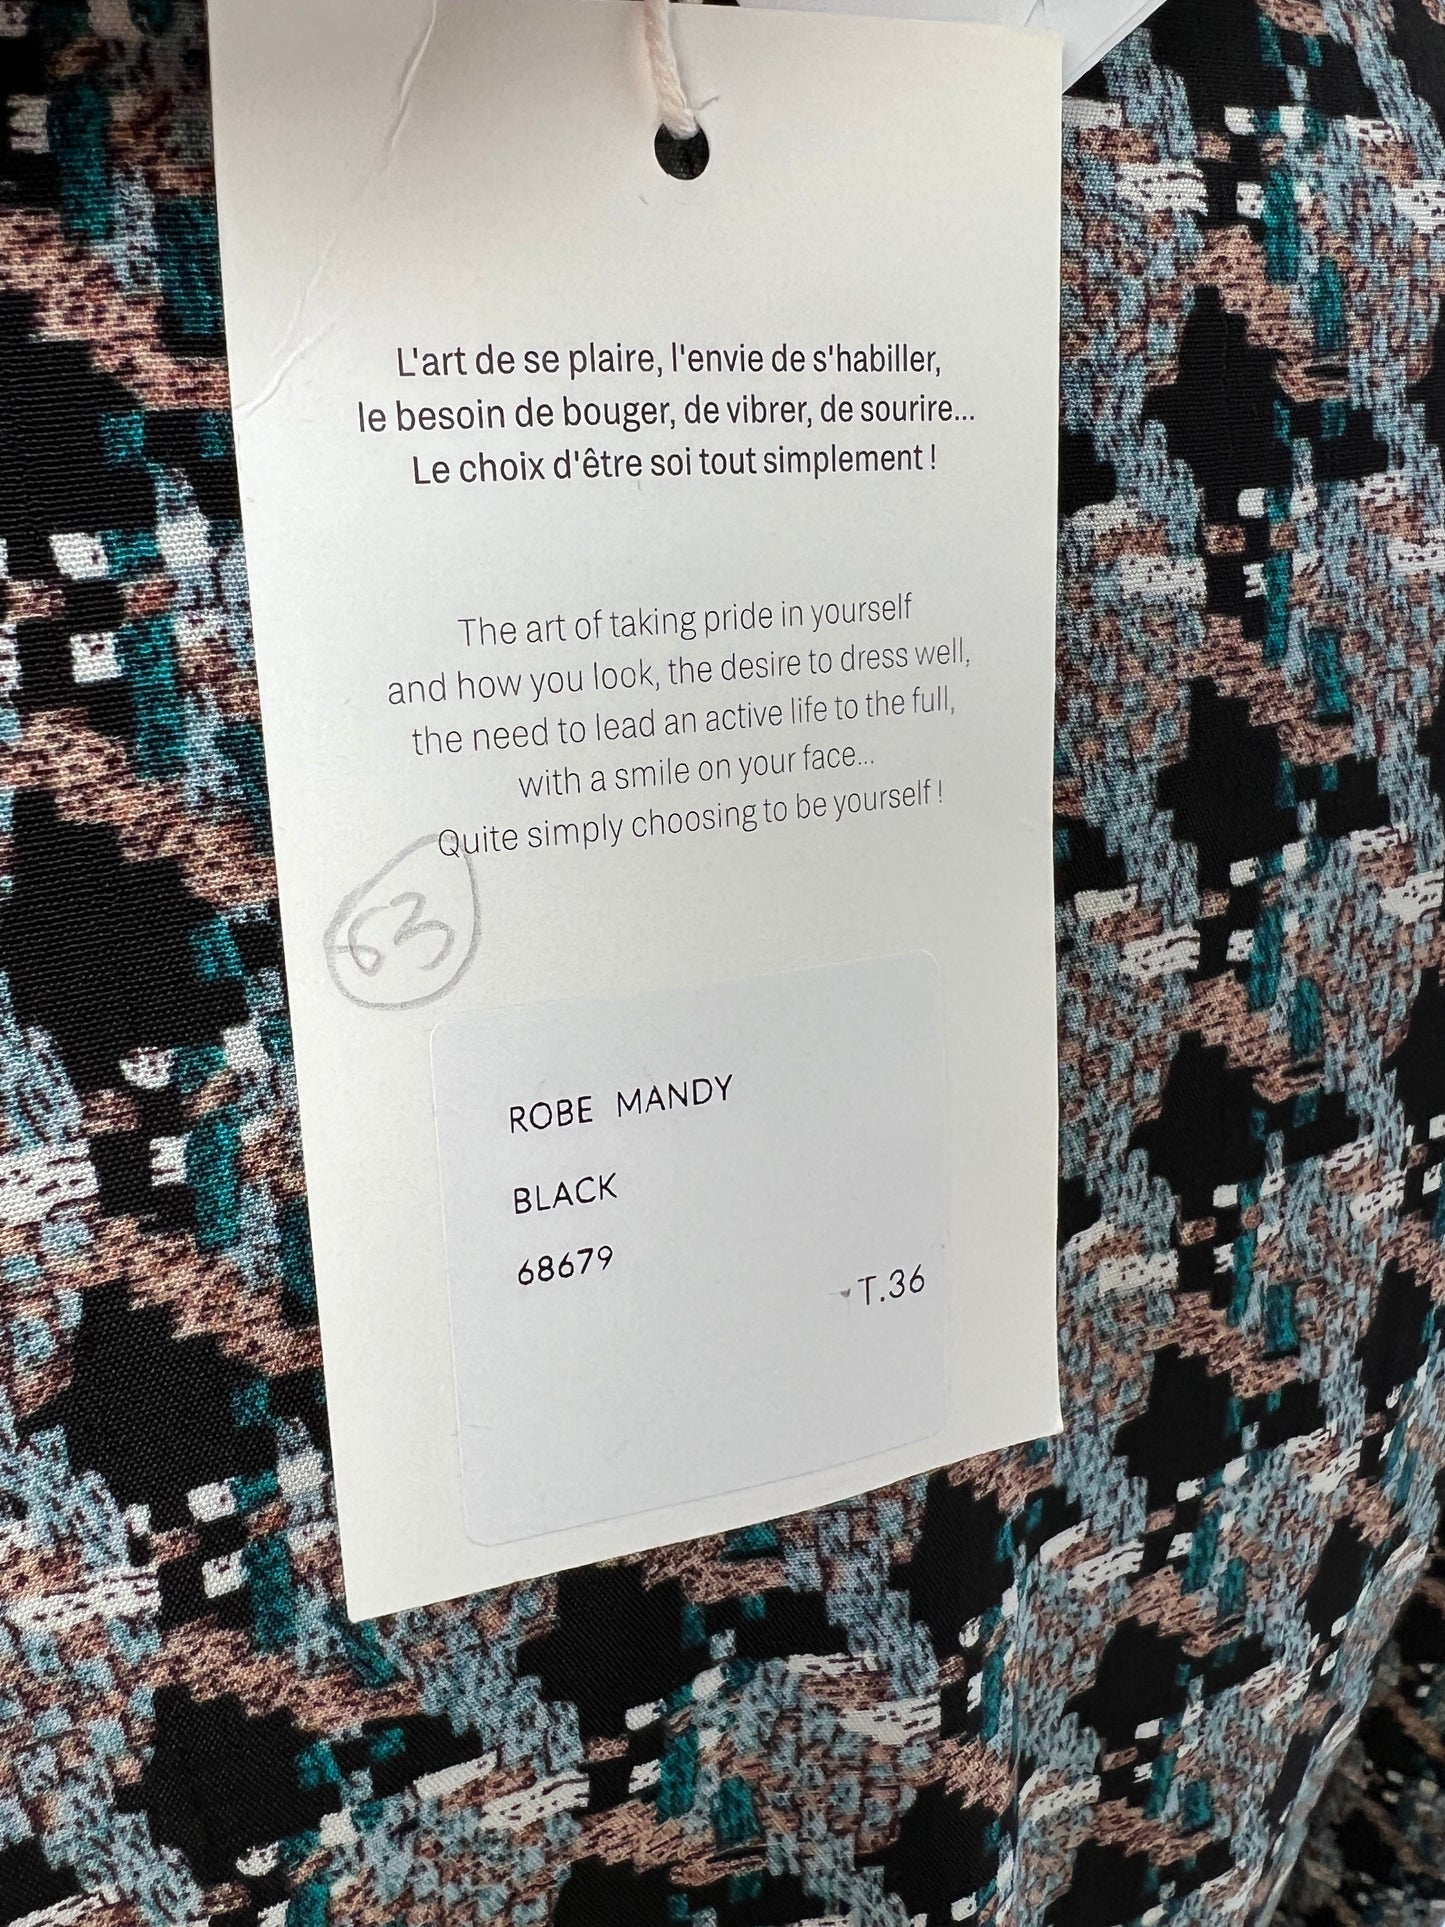 L'art de se plaire, l'envie de s'habiller,
le besoin de bouger, de vibrer, de sourire...
Le choix d'être soi tout simplement !
The art of taking pride in yourself
and how you look, the desire to dress well,
the need to lead an active life to the full,
with a smile on your face...
Quite simply choosing to be yourself !
63
ROBE MANDY
BLACK
68679
T.36